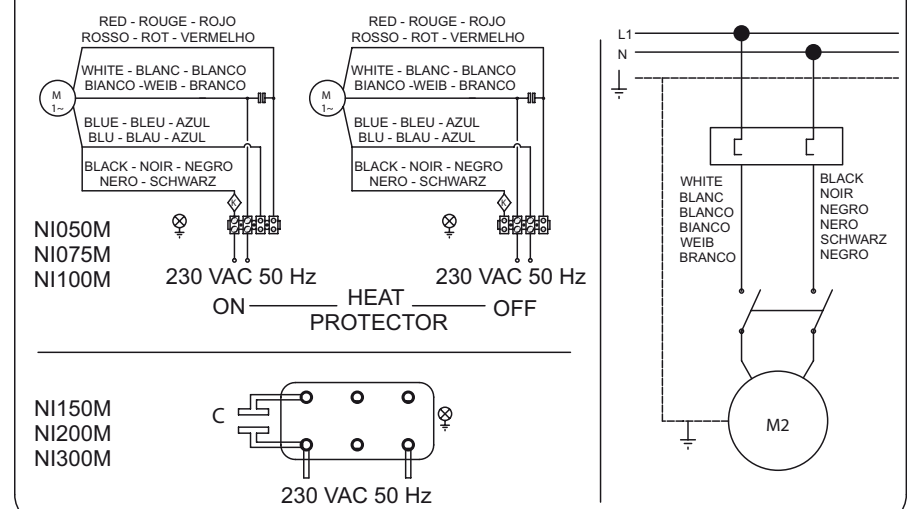 RED - ROUGE - ROJO
ROSSO - ROT - VERMELHO
M
1~
WHITE - BLANC - BLANCO
BIANCO -WEIB - BRANCO
BLUE - BLEU - AZUL
BLU - BLAU - AZUL
BLACK - NOIR - NEGRO
NERO - SCHWARZ
K
230 VAC 50 Hz
RED - ROUGE - ROJO
ROSSO - ROT - VERMELHO
M
1~
WHITE - BLANC - BLANCO
BIANCO -WEIB - BRANCO
BLUE - BLEU - AZUL
BLU - BLAU - AZUL
BLACK - NOIR - NEGRO
NERO - SCHWARZ
K
230 VAC 50 Hz
NI050M
NI075M
NI100M
ON HEAT OFF
PROTECTOR
NI150M
NI200M
NI300M
C
230 VAC 50 Hz
L1
N
WHITE
BLANC
BLANCO
BIANCO
WEIB
BRANCO
BLACK
NOIR
NEGRO
NERO
SCHWARZ
NEGRO
M2